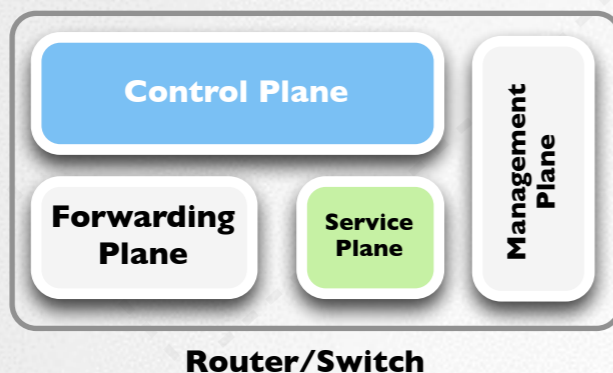 Control Plane
Forwarding
Plane
Service
Plane
Management
Plane
Router/Switch